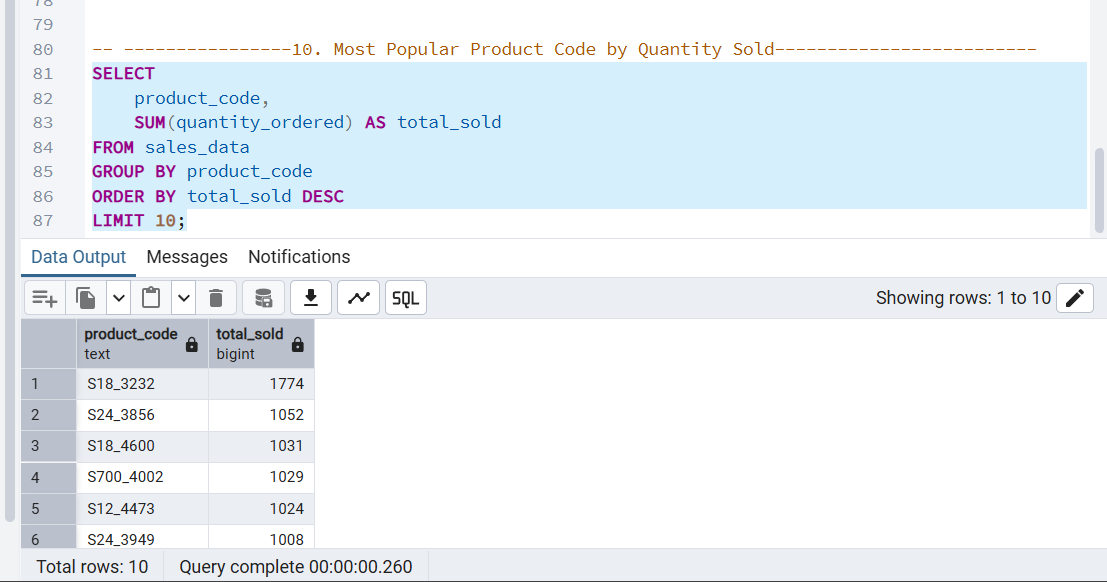 78
79
80 -- ----------------10. Most Popular Product Code by Quantity Sold-------------------------
81 SELECT
82     product_code,
83     SUM(quantity_ordered) AS total_sold
84 FROM sales_data
85 GROUP BY product_code
86 ORDER BY total_sold DESC
87 LIMIT 10;
Data Output Messages Notifications
SQL Showing rows: 1 to 10
product_code total_sold
text bigint
1 S18_3232 1774
2 S24_3856 1052
3 S18_4600 1031
4 S700_4002 1029
5 S12_4473 1024
6 S24_3949 1008
Total rows: 10 Query complete 00:00:00.260